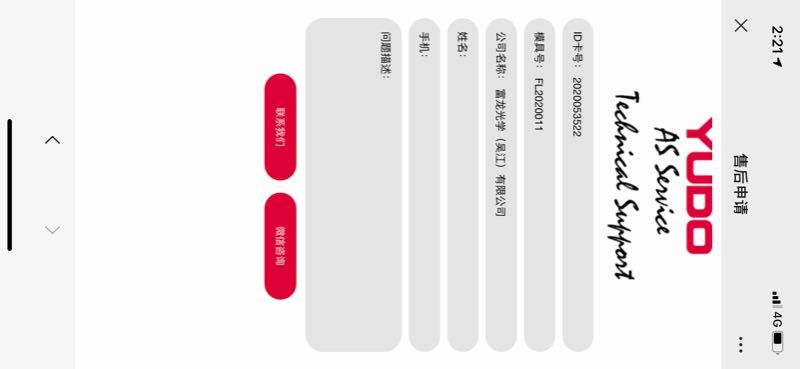 2:21
4G
售后申请
YUDO
AS Service
Technical Support
ID卡号： 2020053522
模具号： FL2020011
公司名称： 富龙光学（吴江）有限公司
姓名：
手机：
问题描述：
联系我们
微信咨询